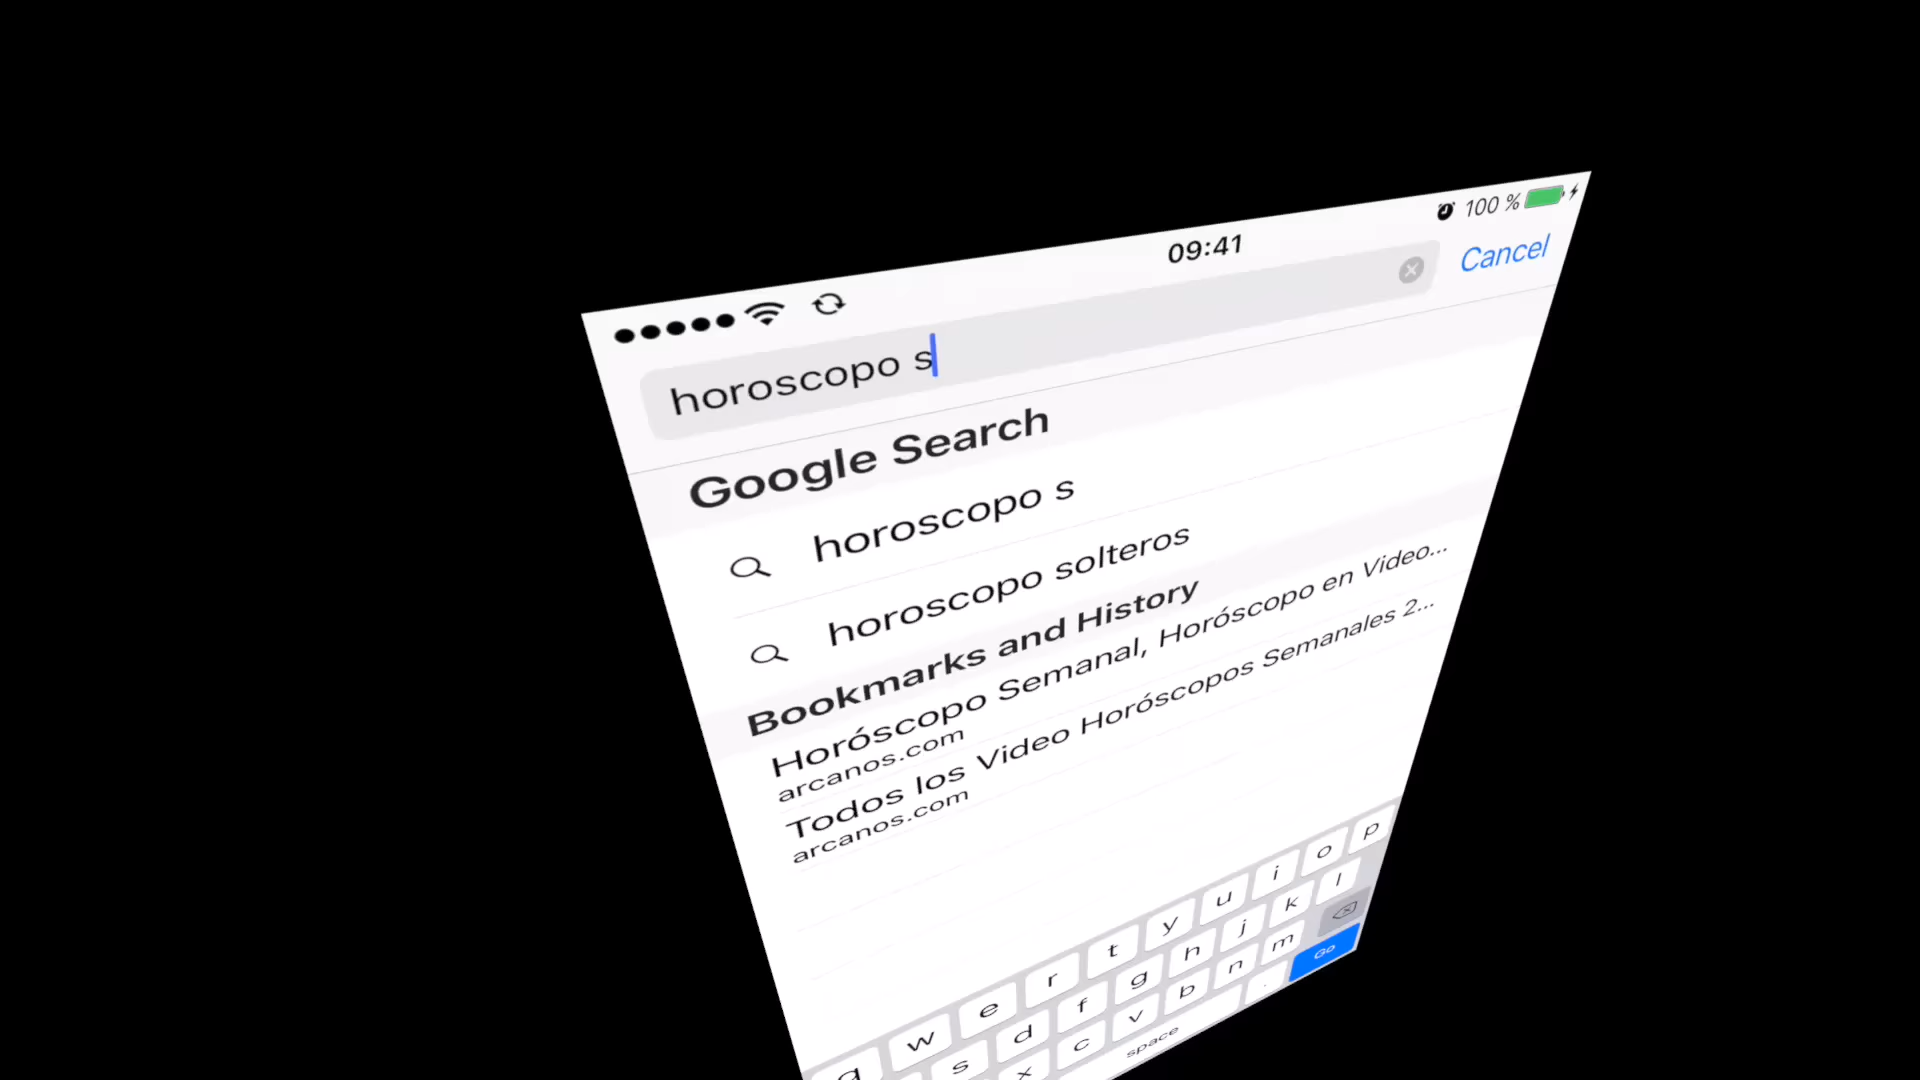 09:41
100 %
horoscopo s
Cancel
Google Search
horoscopo s
horoscopo solteros
Bookmarks and History
Horóscopo Semanal, Horóscopo en Video...
arcanos.com
Todos los Video Horóscopos Semanales 2...
arcanos.com
q w e r t y u i o p
s d f g h j k l
x c v b n m
space . Go